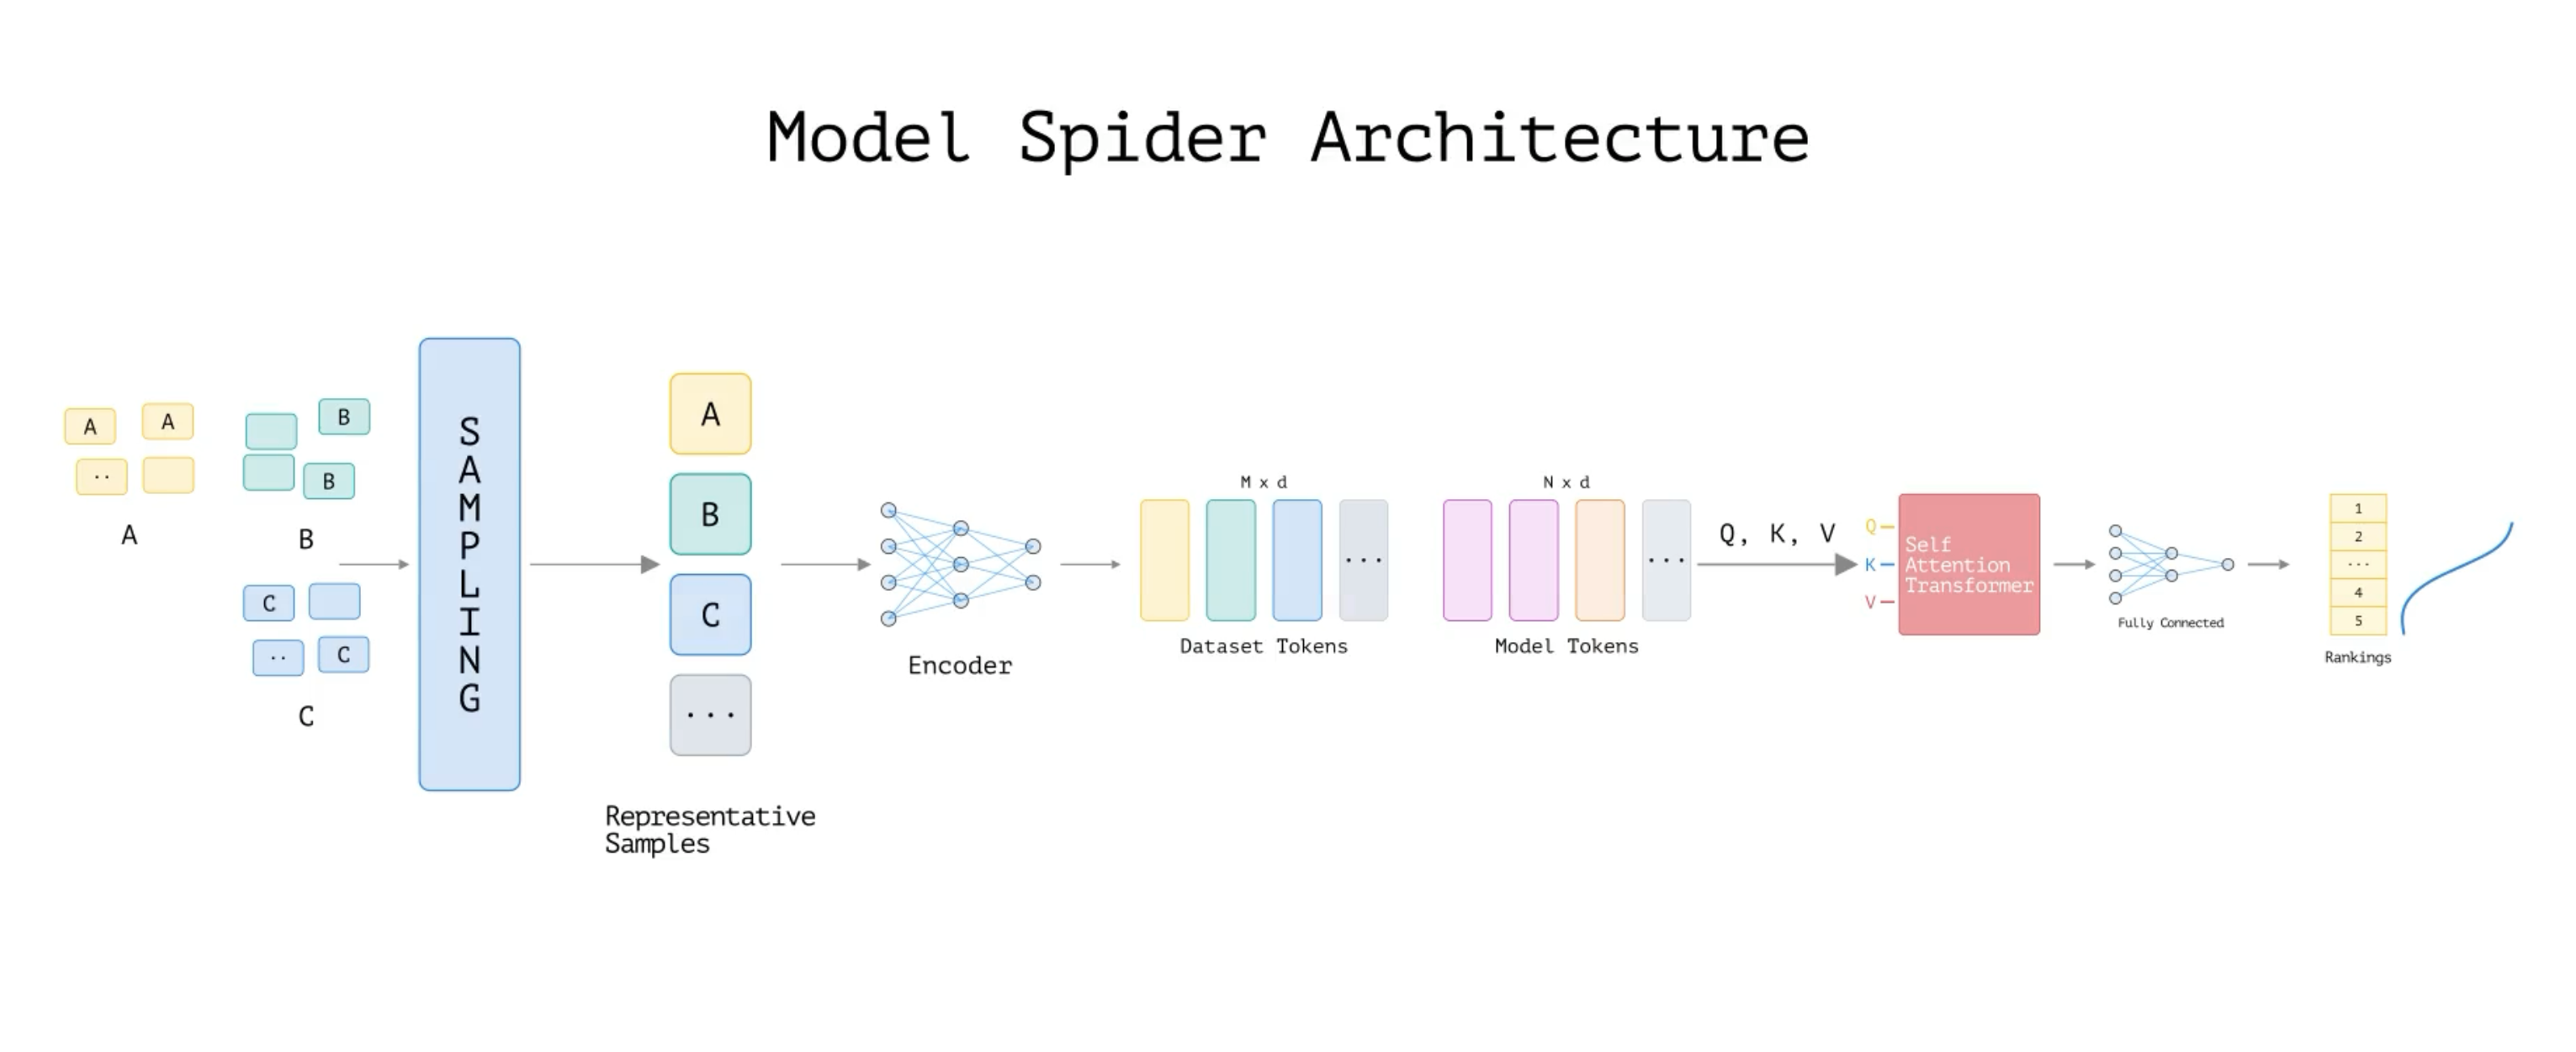 Model Spider Architecture
A
A
..
A
B
B
B
C
..
C
C
S
A
M
P
L
I
N
G
A
B
C
...
Representative
Samples
Encoder
M x d
...
Dataset Tokens
N x d
...
Model Tokens
Q, K, V
Q
K
V
Self
Attention
Transformer
Fully Connected
1
2
...
4
5
Rankings